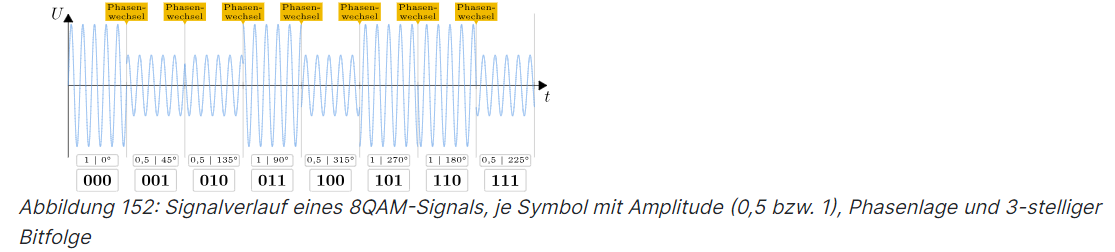 U
Phasen- Phasen- Phasen- Phasen- Phasen- Phasen- Phasen-
wechsel wechsel wechsel wechsel wechsel wechsel wechsel
t
1 | 0° 0,5 | 45° 0,5 | 135° 1 | 90° 0,5 | 315° 1 | 270° 1 | 180° 0,5 | 225°
000 001 010 011 100 101 110 111
Abbildung 152: Signalverlauf eines 8QAM-Signals, je Symbol mit Amplitude (0,5 bzw. 1), Phasenlage und 3-stelliger
Bitfolge